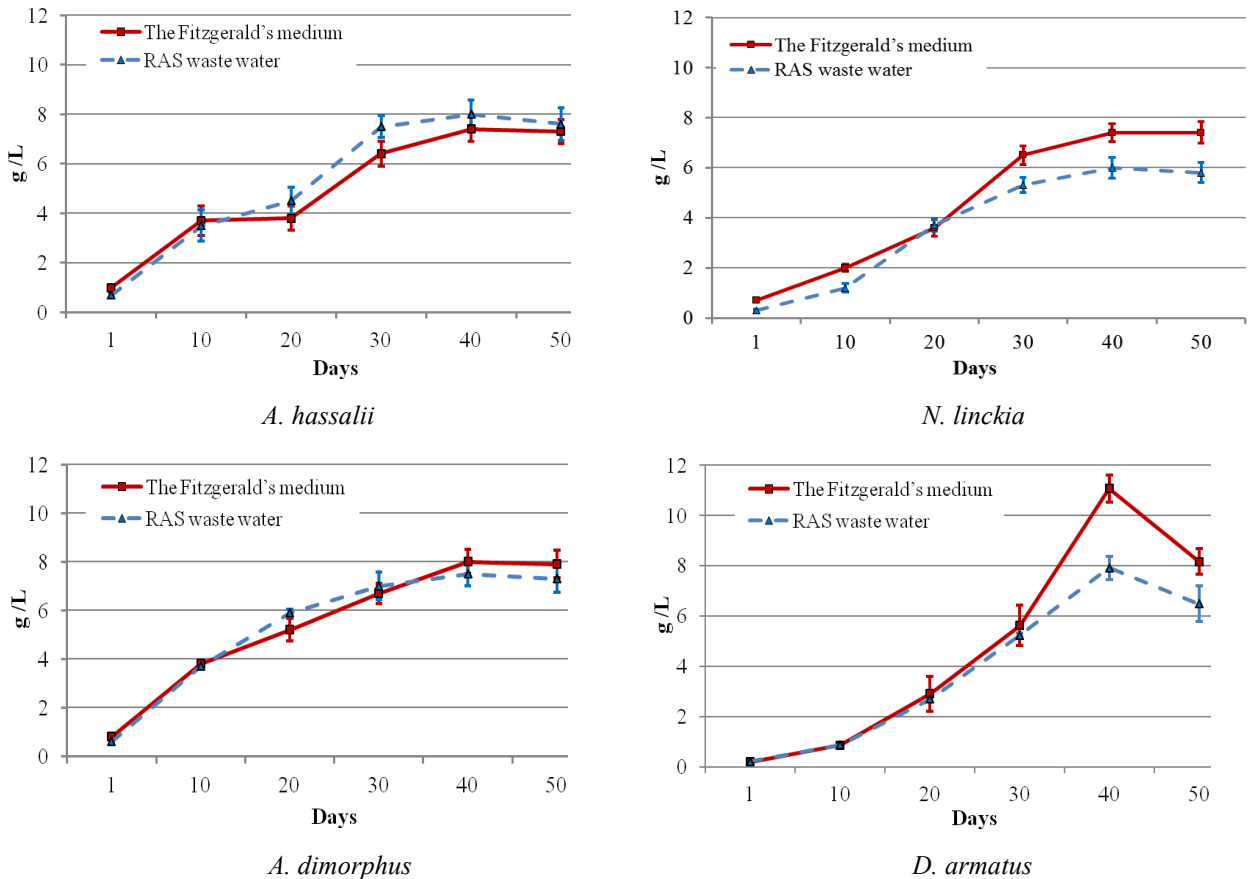 12
10
8
6
4
2
0
g /L
The Fitzgerald's medium
RAS waste water
1 10 20 30 40 50
Days
A. hassalii
12
10
8
6
4
2
0
g /L
The Fitzgerald's medium
RAS waste water
1 10 20 30 40 50
Days
N. linckia
12
10
8
6
4
2
0
g /L
The Fitzgerald's medium
RAS waste water
1 10 20 30 40 50
Days
A. dimorphus
12
10
8
6
4
2
0
g /L
The Fitzgerald's medium
RAS waste water
1 10 20 30 40 50
Days
D. armatus